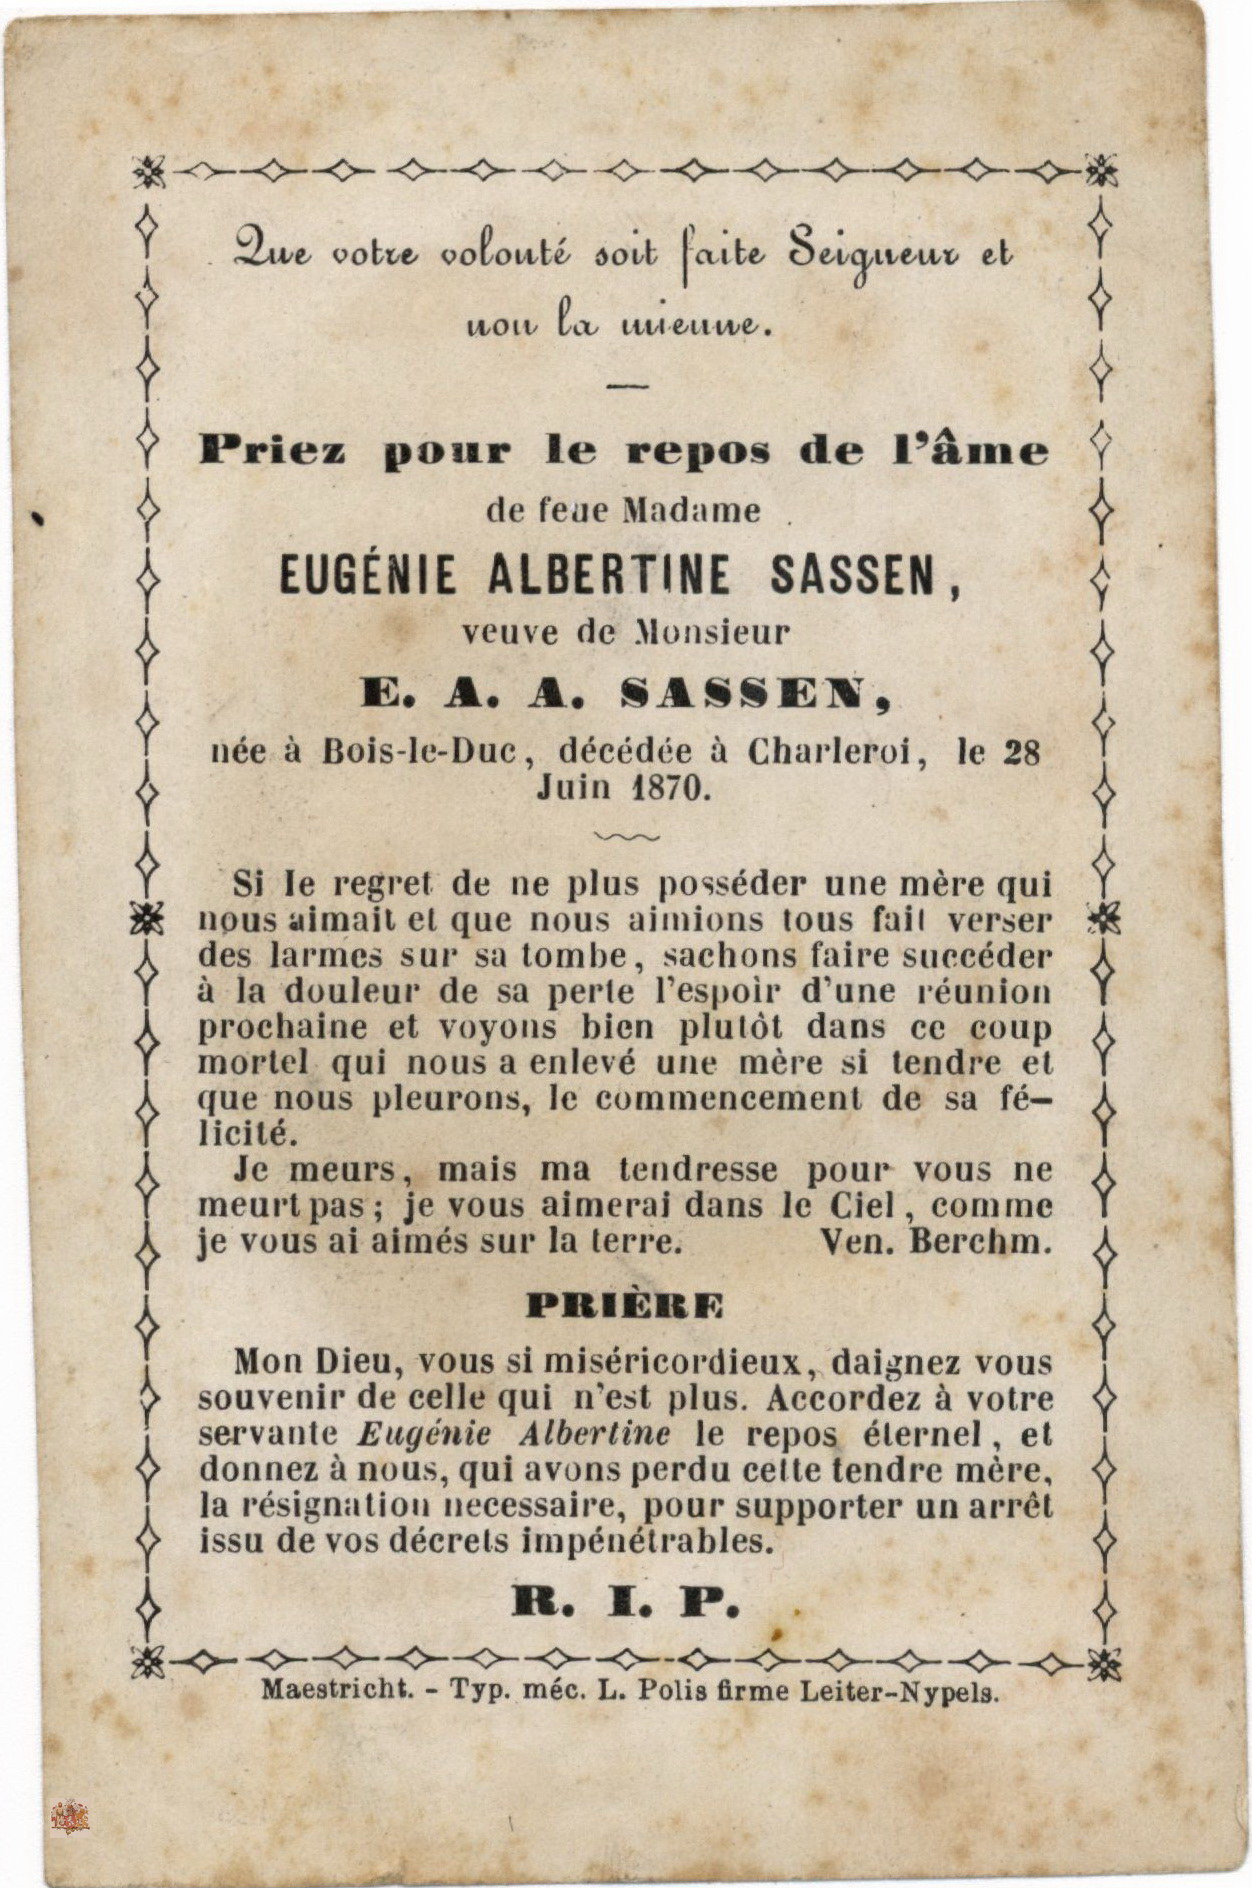 Que votre volonté soit faite Seigneur et
non la mienne.
Priez pour le repos de l'âme
de feue Madame
EUGÉNIE ALBERTINE SASSEN,
veuve de Monsieur
E. A. A. SASSEN,
née à Bois-le-Duc, décédée à Charleroi, le 28
Juin 1870.
Si le regret de ne plus posséder une mère qui
nous aimait et que nous aimions tous fait verser
des larmes sur sa tombe, sachons faire succéder
à la douleur de sa perte l'espoir d'une réunion
prochaine et voyons bien plutôt dans ce coup
mortel qui nous a enlevé une mère si tendre et
que nous pleurons, le commencement de sa fé-
licité.
Je meurs, mais ma tendresse pour vous ne
meurt pas; je vous aimerai dans le Ciel, comme
je vous ai aimés sur la terre. Ven. Berchm.
PRIÈRE
Mon Dieu, vous si miséricordieux, daignez vous
souvenir de celle qui n'est plus. Accordez à votre
servante Eugénie Albertine le repos éternel, et
donnez à nous, qui avons perdu cette tendre mère,
la résignation necessaire, pour supporter un arrêt
issu de vos décrets impénétrables.
R. I. P.
Maestricht. - Typ. méc. L. Polis firme Leiter-Nypels.